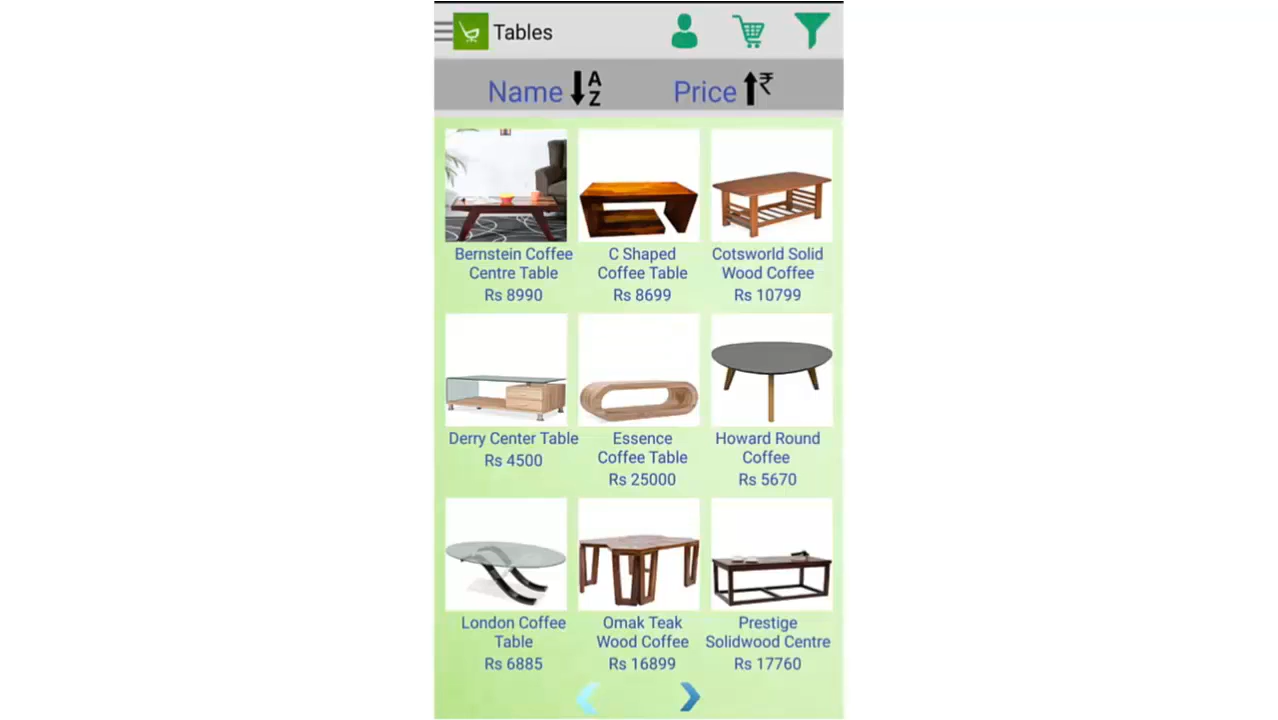 Tables
Name A Z
Price ₹
Bernstein Coffee
Centre Table
Rs 8990
C Shaped
Coffee Table
Rs 8699
Cotsworld Solid
Wood Coffee
Rs 10799
Derry Center Table
Rs 4500
Essence
Coffee Table
Rs 25000
Howard Round
Coffee
Rs 5670
London Coffee
Table
Rs 6885
Omak Teak
Wood Coffee
Rs 16899
Prestige
Solidwood Centre
Rs 17760